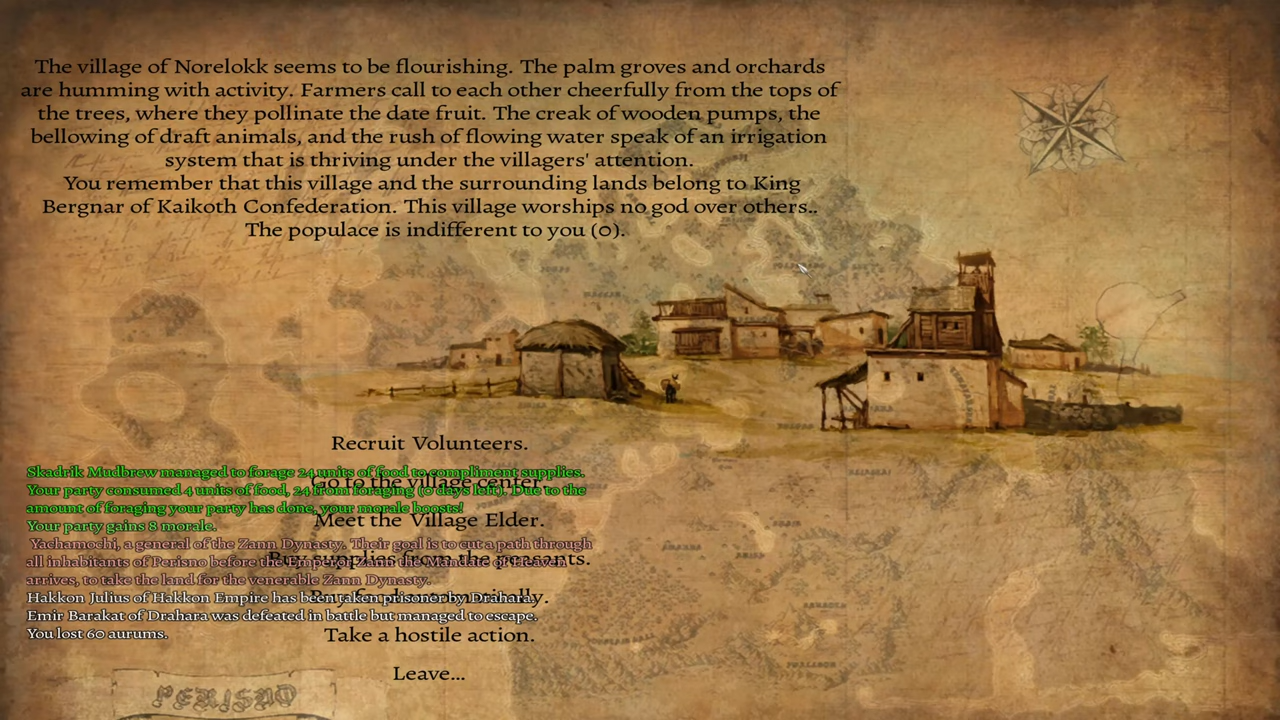 The village of Norelokk seems to be flourishing. The palm groves and orchards
are humming with activity. Farmers call to each other cheerfully from the tops of
the trees, where they pollinate the date fruit. The creak of wooden pumps, the
bellowing of draft animals, and the rush of flowing water speak of an irrigation
system that is thriving under the villagers' attention.
You remember that this village and the surrounding lands belong to King
Bergnar of Kaikoth Confederation. This village worships no god over others..
The populace is indifferent to you (0).
Recruit Volunteers.
Skadrik Mudbrew managed to forage 24 units of food to compliment supplies.
Go to the village center.
Your party consumed 4 units of food, 24 from foraging (0 days left). Due to the
amount of foraging your party has done, your morale boosts!
Meet the Village Elder.
Your party gains 8 morale.
Yachamochi, a general of the Zann Dynasty. Their goal is to cut a path through
Buy supplies from the peasants.
all inhabitants of Perisno before the Emperor Zann the Mandate of Heaven
arrives, to take the land for the venerable Zann Dynasty.
Hakkon Julius of Hakkon Empire has been taken prisoner by Drahara.
Emir Barakat of Drahara was defeated in battle but managed to escape.
You lost 60 aurums.
Take a hostile action.
Leave...
PERISNO